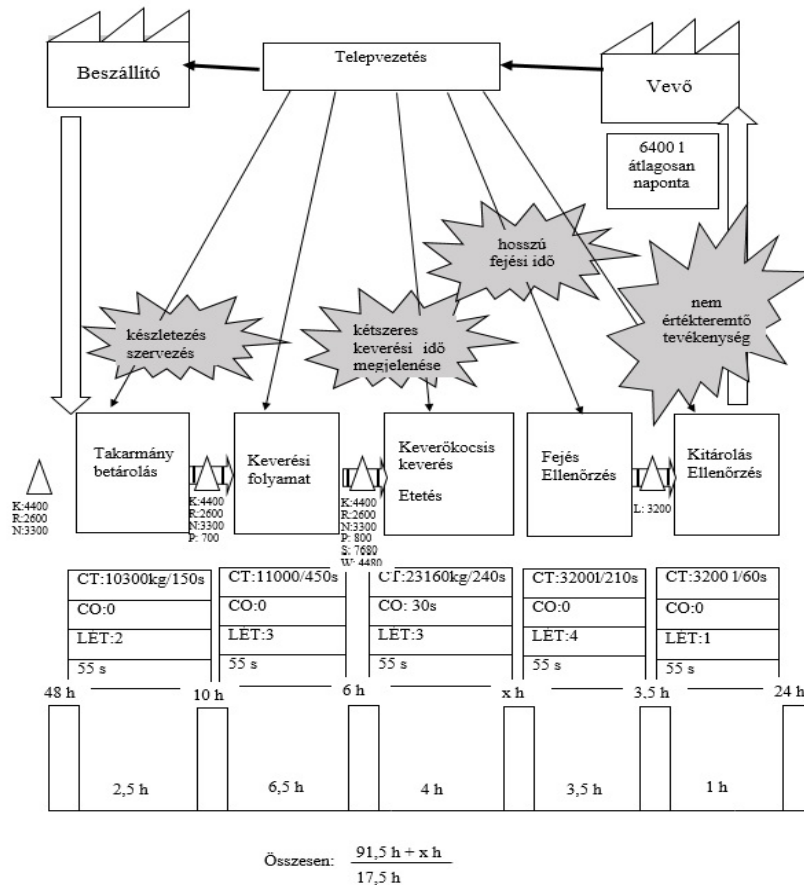 Beszállító
Telepvezetés
Vevő
6400 l
átlagosan
naponta
hosszú
fejési idő
készletezés
szervezés
kétszeres
keverési idő
megjelenése
nem
értékteremtő
tevékenység
Takarmány
betárolás
Keverési
folyamat
Keverőkocsis
keverés
Etetés
Fejés
Ellenőrzés
Kitárolás
Ellenőrzés
K:4400
R:2600
N:3300
K:4400
R:2600
N:3300
P: 700
K:4400
R:2600
N:3300
P: 800
S: 7680
W: 4480
L: 3200
CT:10300kg/150s
CO:0
LÉT:2
55 s
CT:11000/450s
CO:0
LÉT:3
55 s
CT:23160kg/240s
CO: 30s
LÉT:3
55 s
CT:3200l/210s
CO:0
LÉT:4
55 s
CT:3200 l/60s
CO:0
LÉT:1
55 s
48 h
10 h
6 h
x h
3,5 h
24 h
2,5 h
6,5 h
4 h
3,5 h
1 h
Összesen: 91,5 h + x h
17,5 h